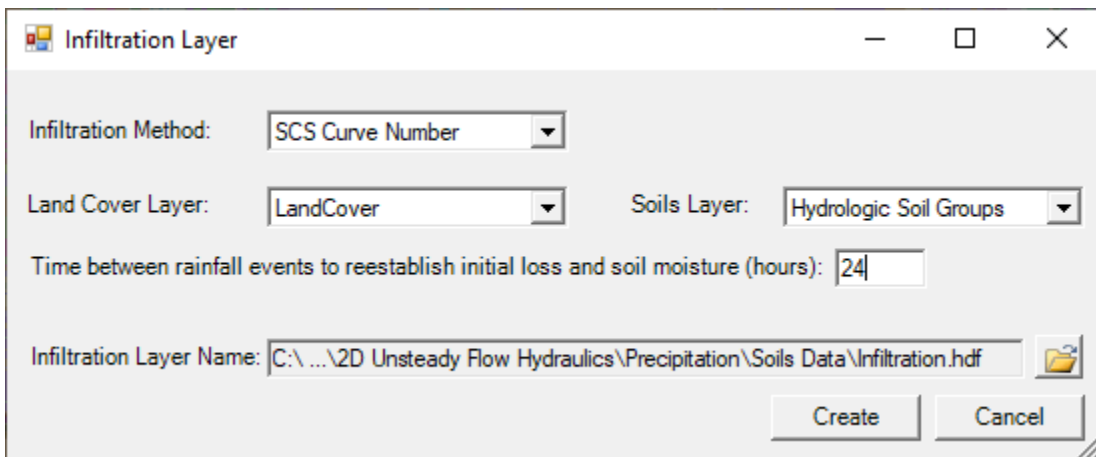 Infiltration Layer
Infiltration Method: SCS Curve Number
Land Cover Layer: LandCover Soils Layer: Hydrologic Soil Groups
Time between rainfall events to reestablish initial loss and soil moisture (hours): 24
Infiltration Layer Name: C:\ ...\2D Unsteady Flow Hydraulics\Precipitation\Soils Data\Infiltration.hdf
Create Cancel